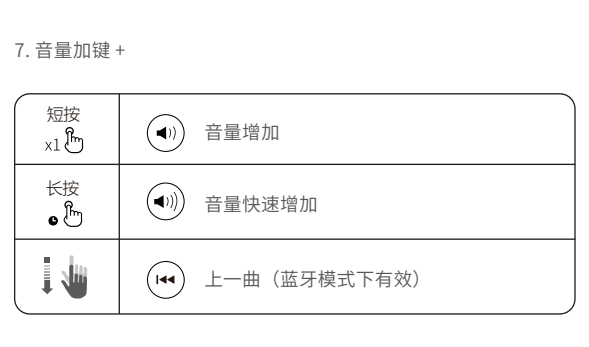 7. 音量加键 +
短按
x1
音量增加
长按
音量快速增加
上一曲（蓝牙模式下有效）